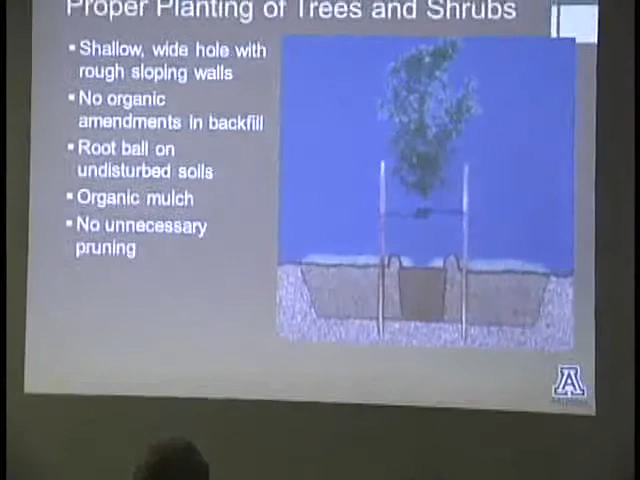 Proper Planting of Trees and Shrubs
▪ Shallow, wide hole with
rough sloping walls
▪ No organic
amendments in backfill
▪ Root ball on
undisturbed soils
▪ Organic mulch
▪ No unnecessary
pruning
A